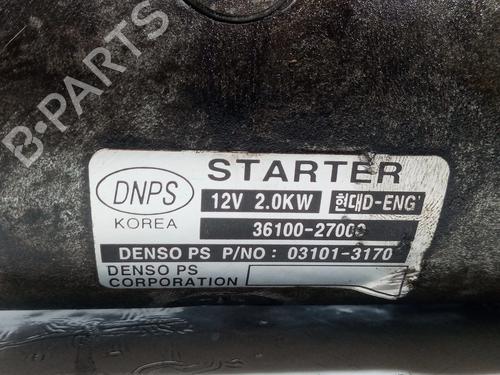 B-PARTS
STARTER
DNPS
12V 2.0KW 현대D-ENG'
KOREA
36100-27000
DENSO PS P/NO : 03101-3170
DENSO PS
CORPORATION